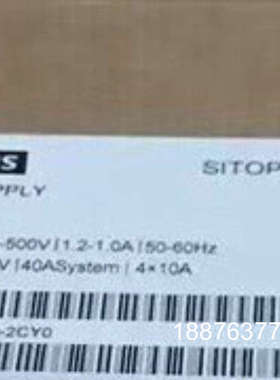 S SITOP
PPLY
-500V|1.2-1.0A|50-60Hz
V|40ASystem|4×10A
-2CY0
18876377